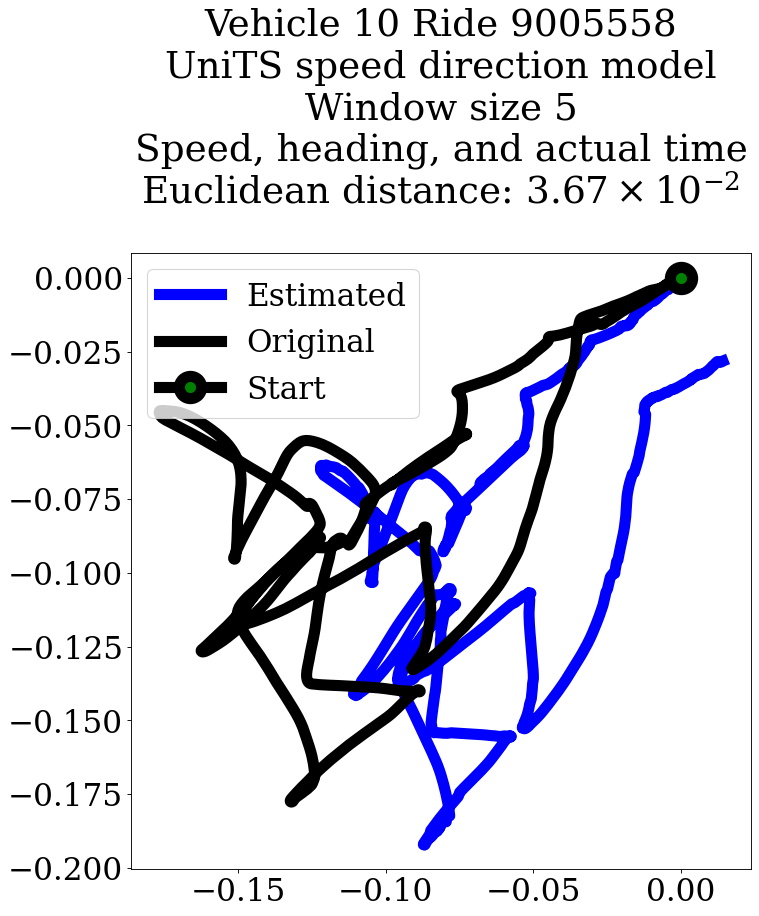 Vehicle 10 Ride 9005558
UniTS speed direction model
Window size 5
Speed, heading, and actual time
Euclidean distance: 3.67 × 10⁻²
Estimated
Original
Start
0.000
−0.025
−0.050
−0.075
−0.100
−0.125
−0.150
−0.175
−0.200
−0.15 −0.10 −0.05 0.00